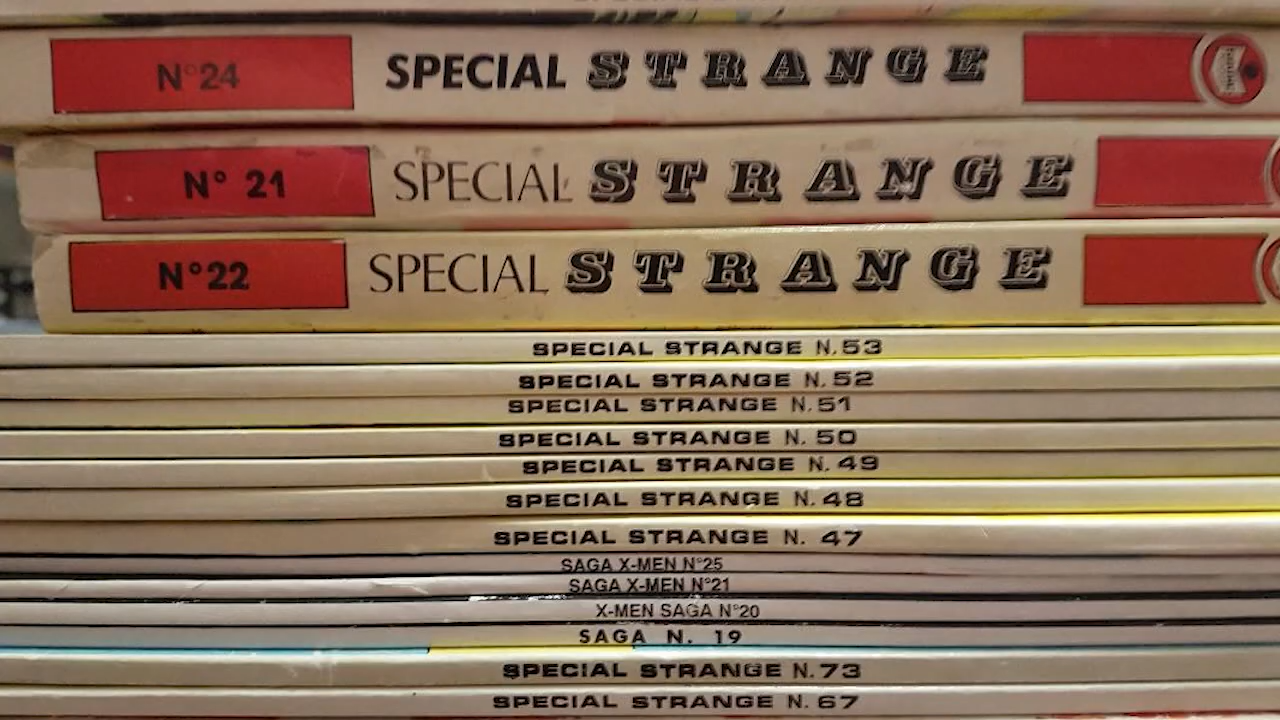 N°24 SPECIAL STRANGE
N° 21 SPECIAL STRANGE
N°22 SPECIAL STRANGE
SPECIAL STRANGE N.53
SPECIAL STRANGE N.52
SPECIAL STRANGE N.51
SPECIAL STRANGE N.50
SPECIAL STRANGE N.49
SPECIAL STRANGE N.48
SPECIAL STRANGE N. 47
SAGA X-MEN N°25
SAGA X-MEN N°21
X-MEN SAGA N°20
SAGA N. 19
SPECIAL STRANGE N.73
SPECIAL STRANGE N.67